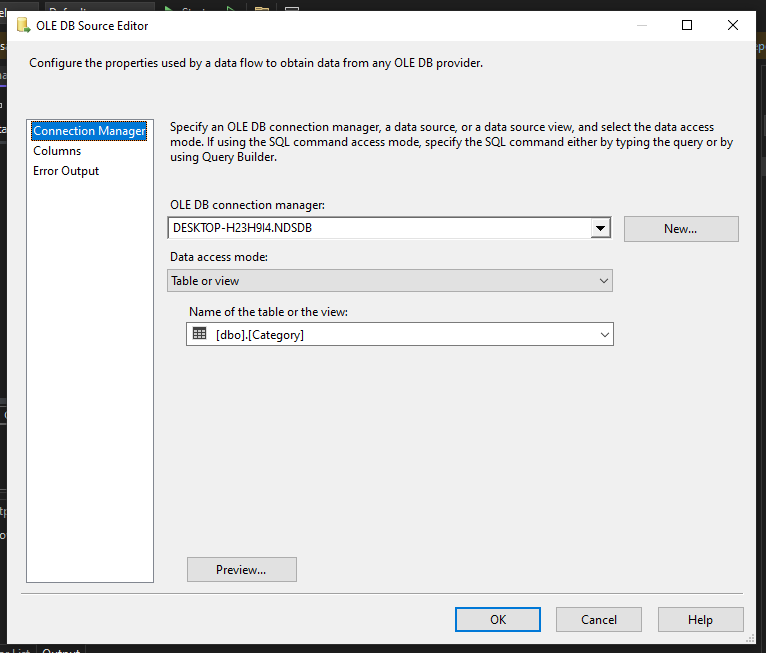 OLE DB Source Editor
Configure the properties used by a data flow to obtain data from any OLE DB provider.
Connection Manager
Columns
Error Output
Specify an OLE DB connection manager, a data source, or a data source view, and select the data access
mode. If using the SQL command access mode, specify the SQL command either by typing the query or by
using Query Builder.
OLE DB connection manager:
DESKTOP-H23H9I4.NDSDB
New...
Data access mode:
Table or view
Name of the table or the view:
[dbo].[Category]
Preview...
OK
Cancel
Help
Output